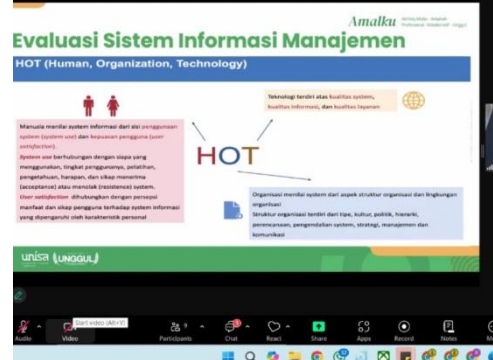 Amalku
Evaluasi Sistem Informasi Manajemen
HOT (Human, Organization, Technology)
Teknologi terdiri atas kualitas system,
kualitas informasi, dan kualitas layanan
Manusia menilai system informasi dari sisi penggunaan
system (system use) dan kepuasan pengguna (user
satisfaction).
System use berhubungan dengan siapa yang
menggunakan, tingkat penggunanya, pelatihan,
pengetahuan, harapan, dan sikap menerima
(acceptance) atau menolak (resistence) system.
User satisfaction dihubungkan dengan persepsi
manfaat dan sikap pengguna terhadap system informasi
yang dipengaruhi oleh karakteristik personal
HOT
Organisasi menilai system dari aspek struktur organisasi dan lingkungan
organisasi
Struktur organisasi terdiri dari tipe, kultur, politik, hierarki,
perencanaan, pengendalian system, strategi, manajemen dan
komunikasi
unisa UNGGUL
Start video (Alt+V)
Audio Video Participants Chat React Share Apps Record Notes